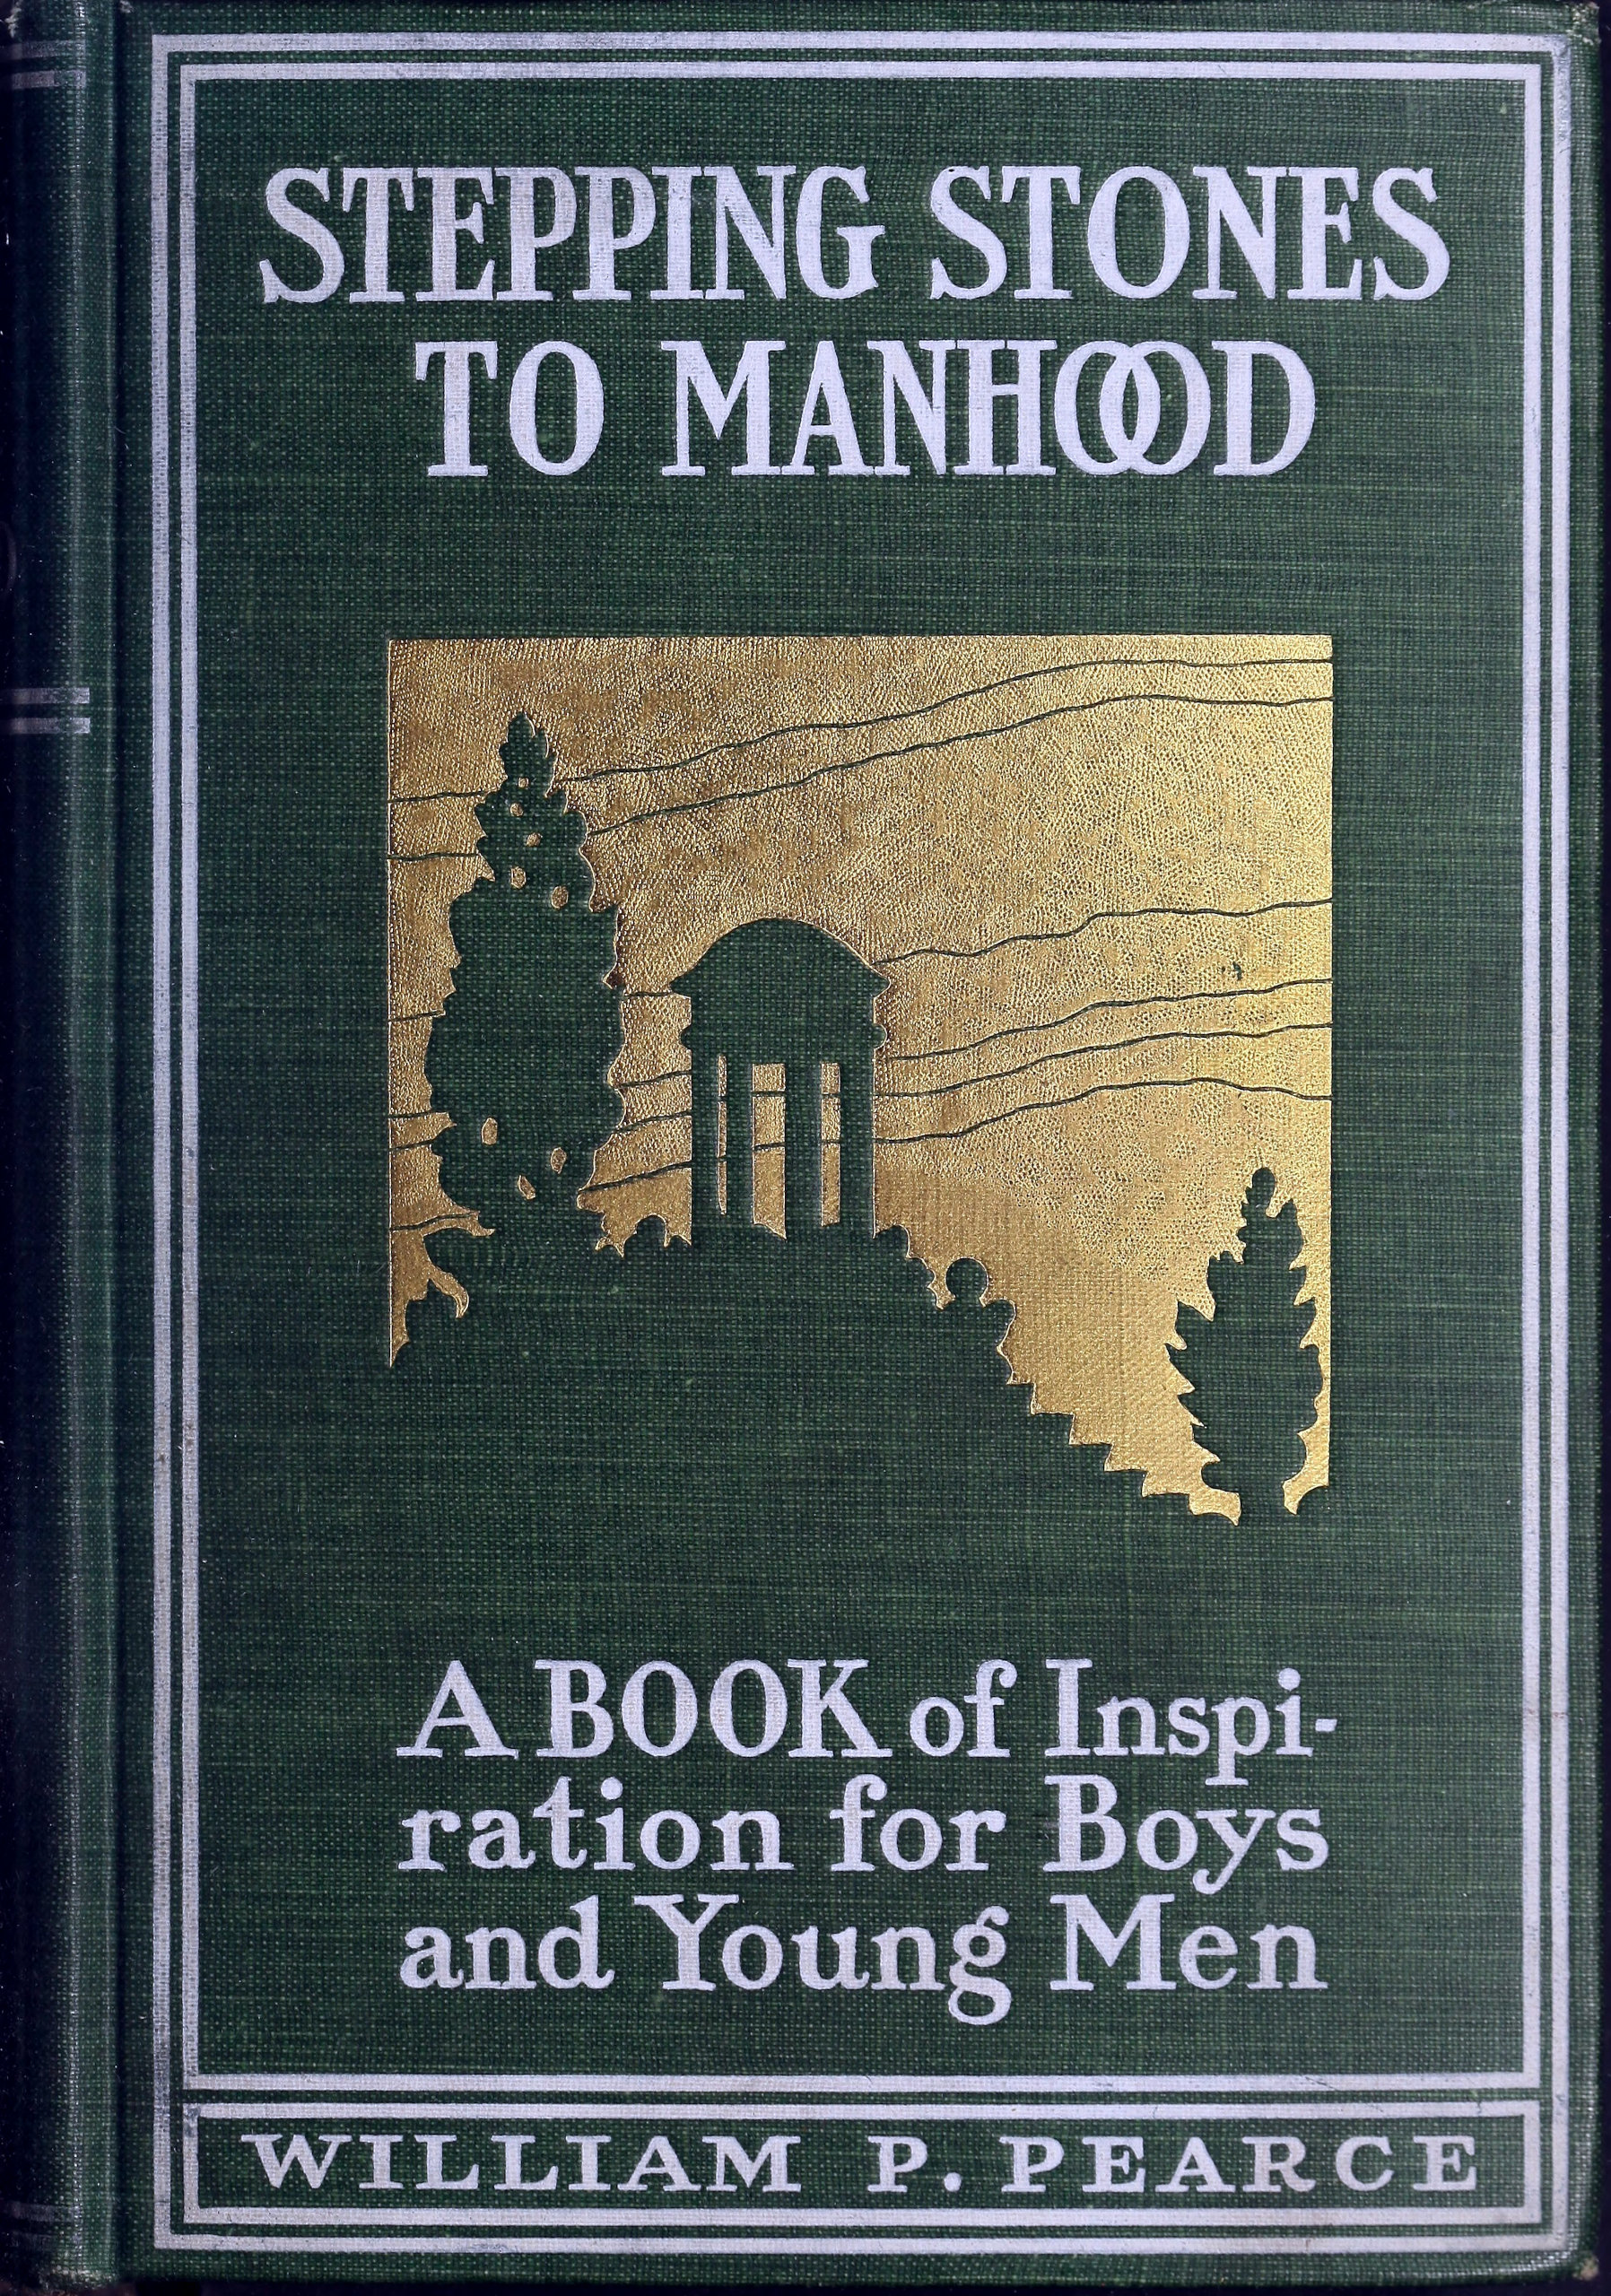 STEPPING STONES
TO MANHOOD
A BOOK of Inspi-
ration for Boys
and Young Men
WILLIAM P. PEARCE